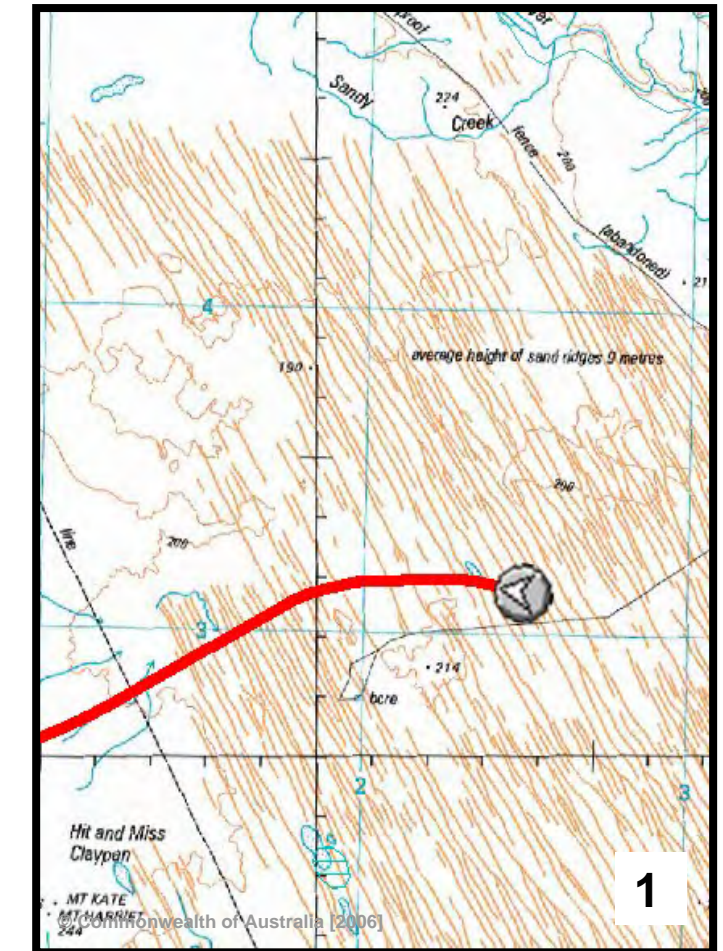 proof
Sandy
224
Creek
fence
200
(abandoned)
21
4
average height of sand ridges 9 metres
190
200
line
200
3
214
bore
2
3
Hit and Miss
Claypan
MT KATE
MT HARRIET
244
© Commonwealth of Australia [2006]
1